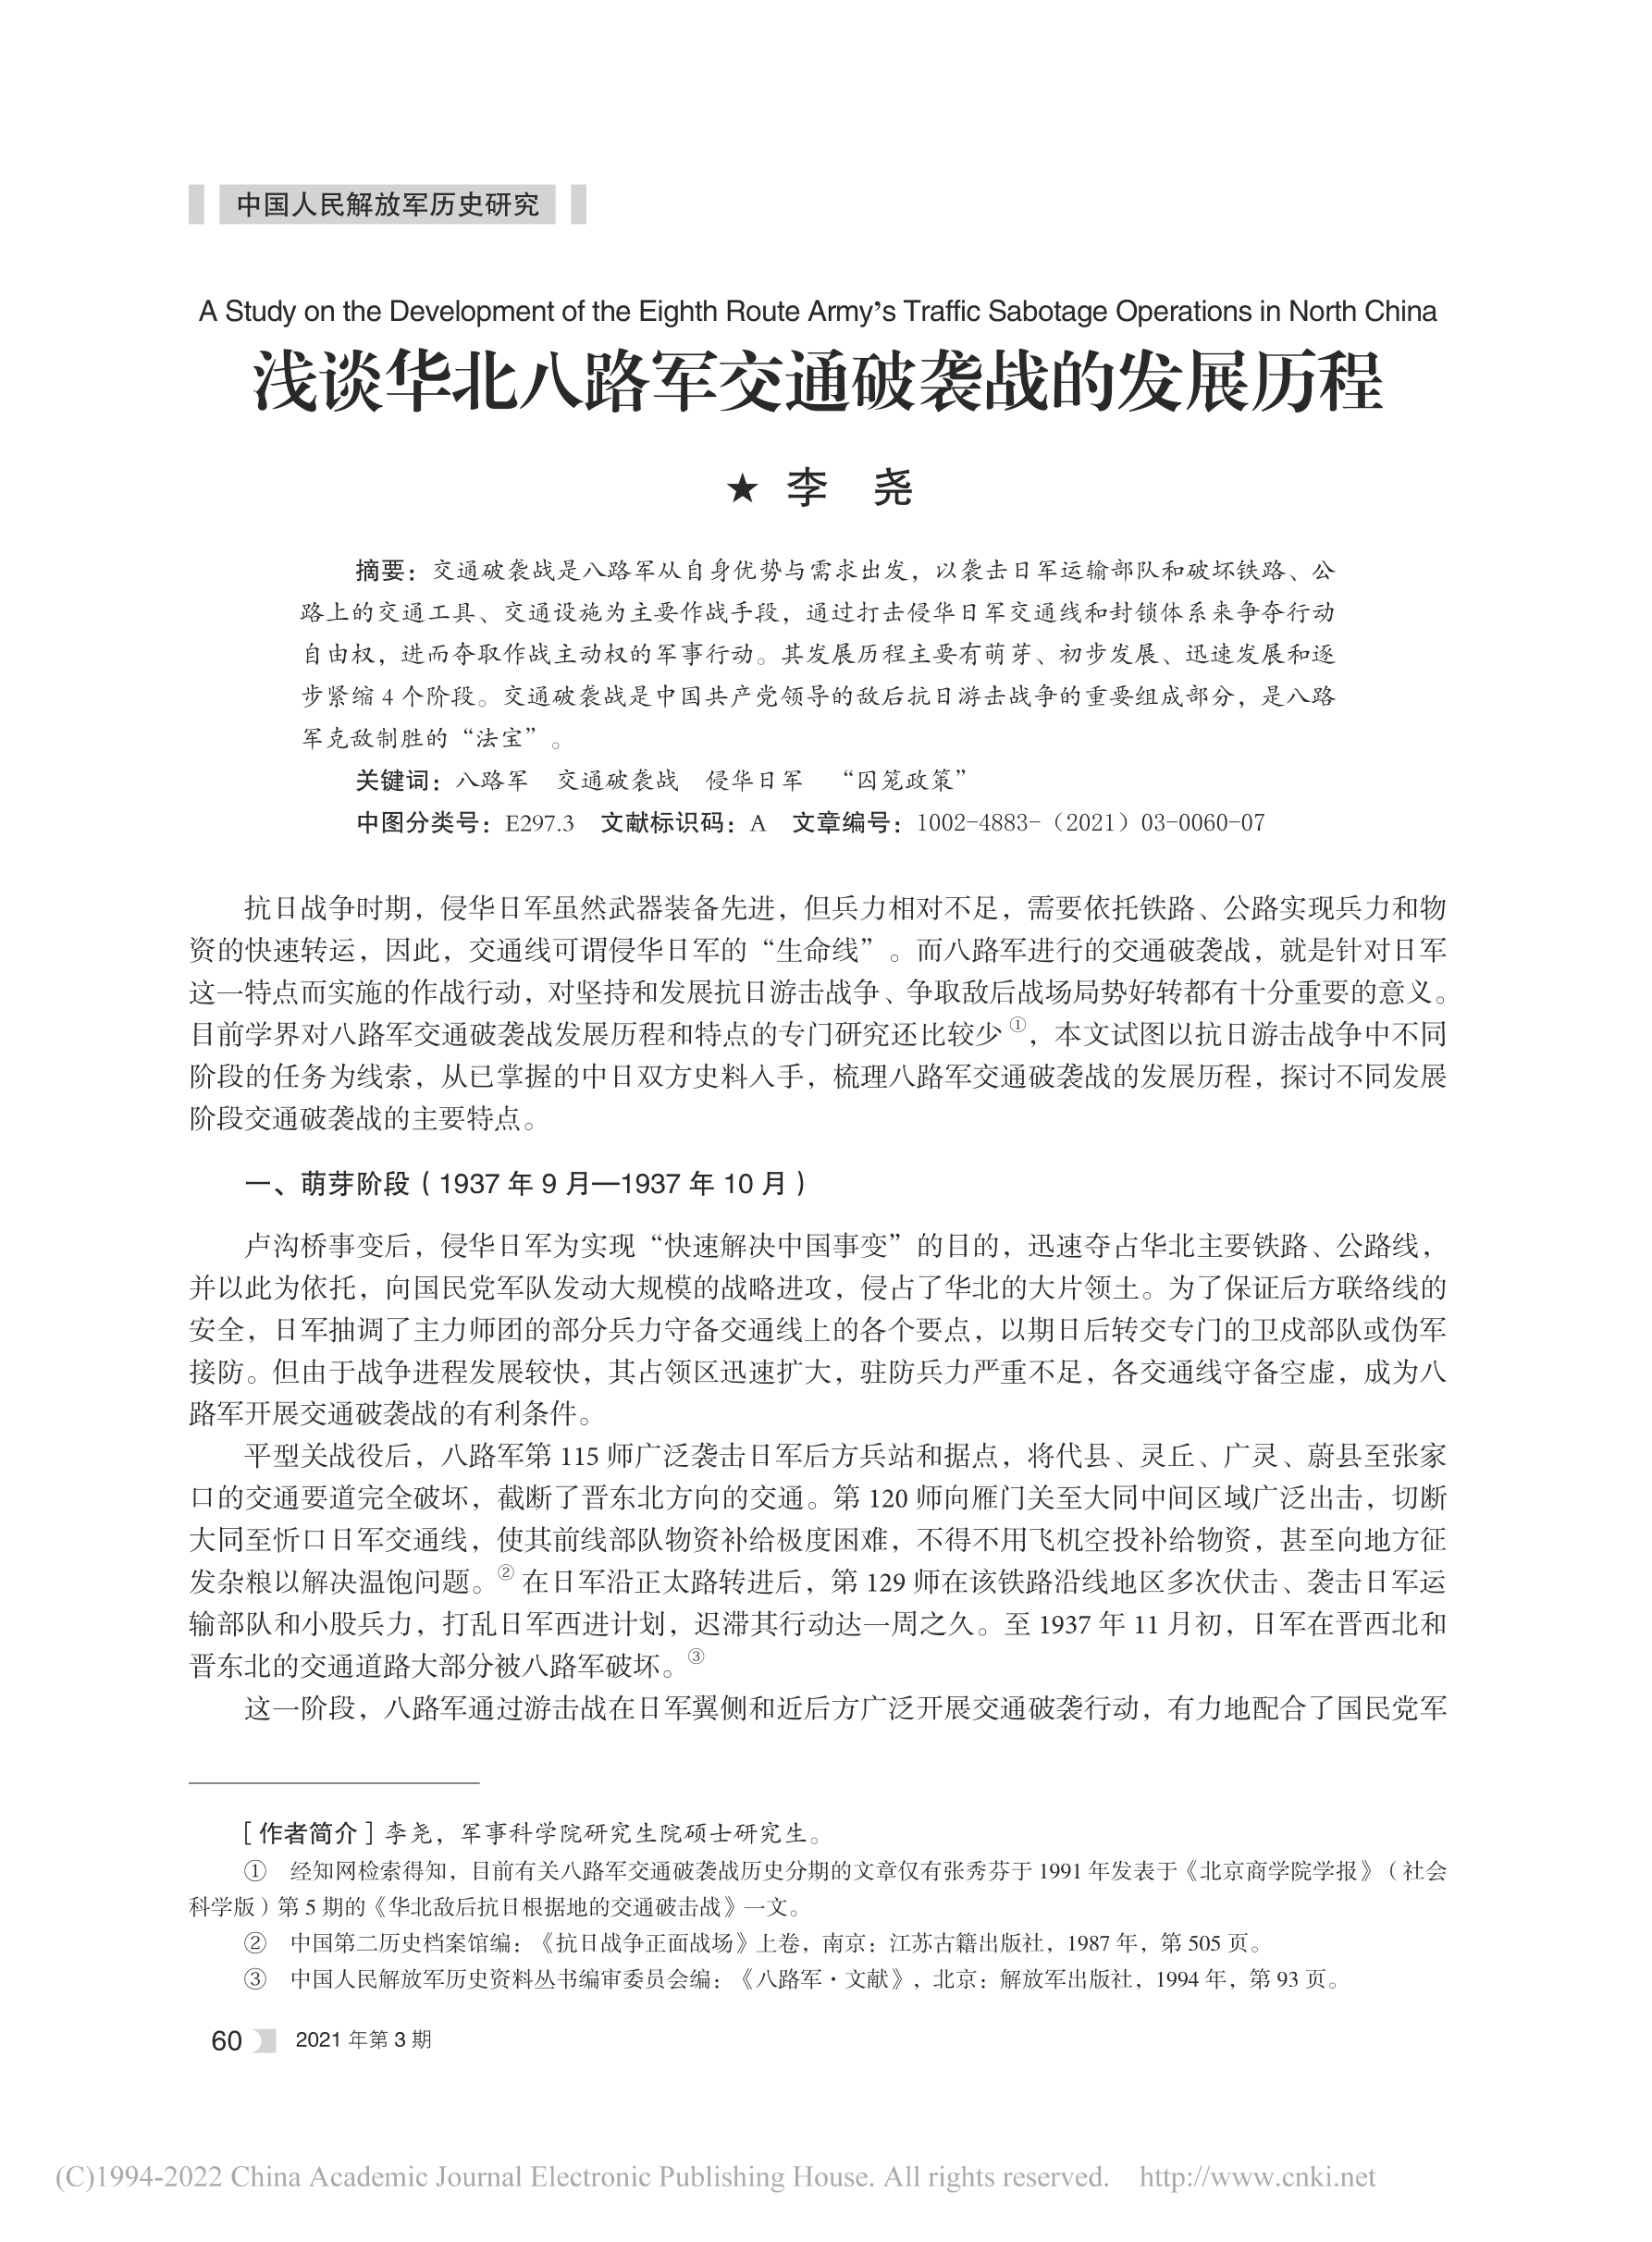 中国人民解放军历史研究
A Study on the Development of the Eighth Route Army's Traffic Sabotage Operations in North China
浅谈华北八路军交通破袭战的发展历程
★ 李　尧
摘要：交通破袭战是八路军从自身优势与需求出发，以袭击日军运输部队和破坏铁路、公
路上的交通工具、交通设施为主要作战手段，通过打击侵华日军交通线和封锁体系来争夺行动
自由权，进而夺取作战主动权的军事行动。其发展历程主要有萌芽、初步发展、迅速发展和逐
步紧缩 4 个阶段。交通破袭战是中国共产党领导的敌后抗日游击战争的重要组成部分，是八路
军克敌制胜的“法宝”。
关键词：八路军　交通破袭战　侵华日军　“囚笼政策”
中图分类号：E297.3　文献标识码：A　文章编号：1002-4883-（2021）03-0060-07
抗日战争时期，侵华日军虽然武器装备先进，但兵力相对不足，需要依托铁路、公路实现兵力和物
资的快速转运，因此，交通线可谓侵华日军的“生命线”。而八路军进行的交通破袭战，就是针对日军
这一特点而实施的作战行动，对坚持和发展抗日游击战争、争取敌后战场局势好转都有十分重要的意义。
目前学界对八路军交通破袭战发展历程和特点的专门研究还比较少①，本文试图以抗日游击战争中不同
阶段的任务为线索，从已掌握的中日双方史料入手，梳理八路军交通破袭战的发展历程，探讨不同发展
阶段交通破袭战的主要特点。
一、萌芽阶段（1937 年 9 月—1937 年 10 月）
卢沟桥事变后，侵华日军为实现“快速解决中国事变”的目的，迅速夺占华北主要铁路、公路线，
并以此为依托，向国民党军队发动大规模的战略进攻，侵占了华北的大片领土。为了保证后方联络线的
安全，日军抽调了主力师团的部分兵力守备交通线上的各个要点，以期日后转交专门的卫戍部队或伪军
接防。但由于战争进程发展较快，其占领区迅速扩大，驻防兵力严重不足，各交通线守备空虚，成为八
路军开展交通破袭战的有利条件。
平型关战役后，八路军第 115 师广泛袭击日军后方兵站和据点，将代县、灵丘、广灵、蔚县至张家
口的交通要道完全破坏，截断了晋东北方向的交通。第 120 师向雁门关至大同中间区域广泛出击，切断
大同至忻口日军交通线，使其前线部队物资补给极度困难，不得不用飞机空投补给物资，甚至向地方征
发杂粮以解决温饱问题。②在日军沿正太路转进后，第 129 师在该铁路沿线地区多次伏击、袭击日军运
输部队和小股兵力，打乱日军西进计划，迟滞其行动达一周之久。至 1937 年 11 月初，日军在晋西北和
晋东北的交通道路大部分被八路军破坏。③
这一阶段，八路军通过游击战在日军翼侧和近后方广泛开展交通破袭行动，有力地配合了国民党军
[ 作者简介 ] 李尧，军事科学院研究生院硕士研究生。
①　经知网检索得知，目前有关八路军交通破袭战历史分期的文章仅有张秀芬于 1991 年发表于《北京商学院学报》（社会
科学版）第 5 期的《华北敌后抗日根据地的交通破击战》一文。
②　中国第二历史档案馆编：《抗日战争正面战场》上卷，南京：江苏古籍出版社，1987 年，第 505 页。
③　中国人民解放军历史资料丛书编审委员会编：《八路军·文献》，北京：解放军出版社，1994 年，第 93 页。
60　2021 年第 3 期
(C)1994-2022 China Academic Journal Electronic Publishing House. All rights reserved.　http://www.cnki.net